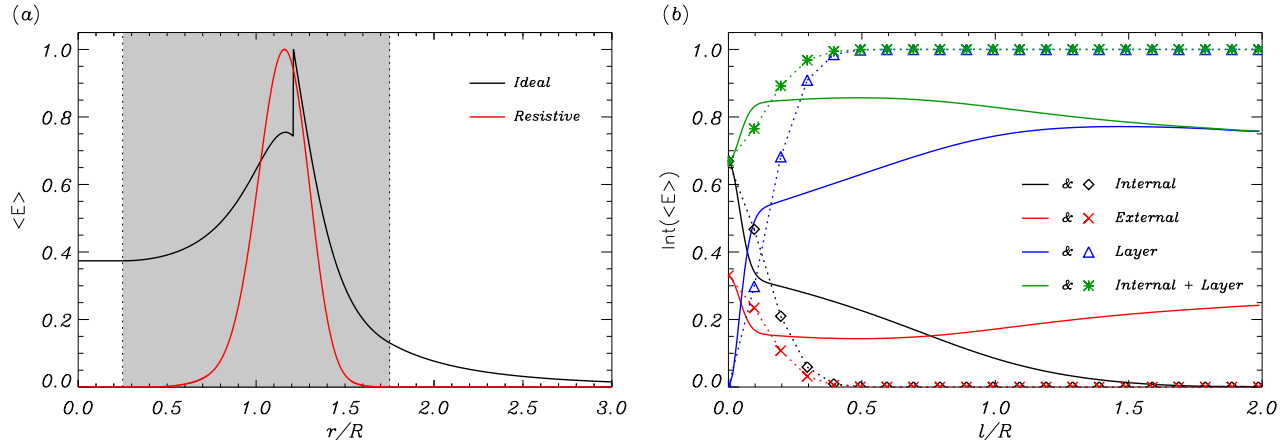 (a)
1.0
0.8
0.6
0.4
0.2
0.0
<E>
Ideal
Resistive
0.0 0.5 1.0 1.5 2.0 2.5 3.0
r/R
(b)
1.0
0.8
0.6
0.4
0.2
0.0
Int(<E>)
& Internal
& External
& Layer
& Internal + Layer
0.0 0.5 1.0 1.5 2.0
l/R